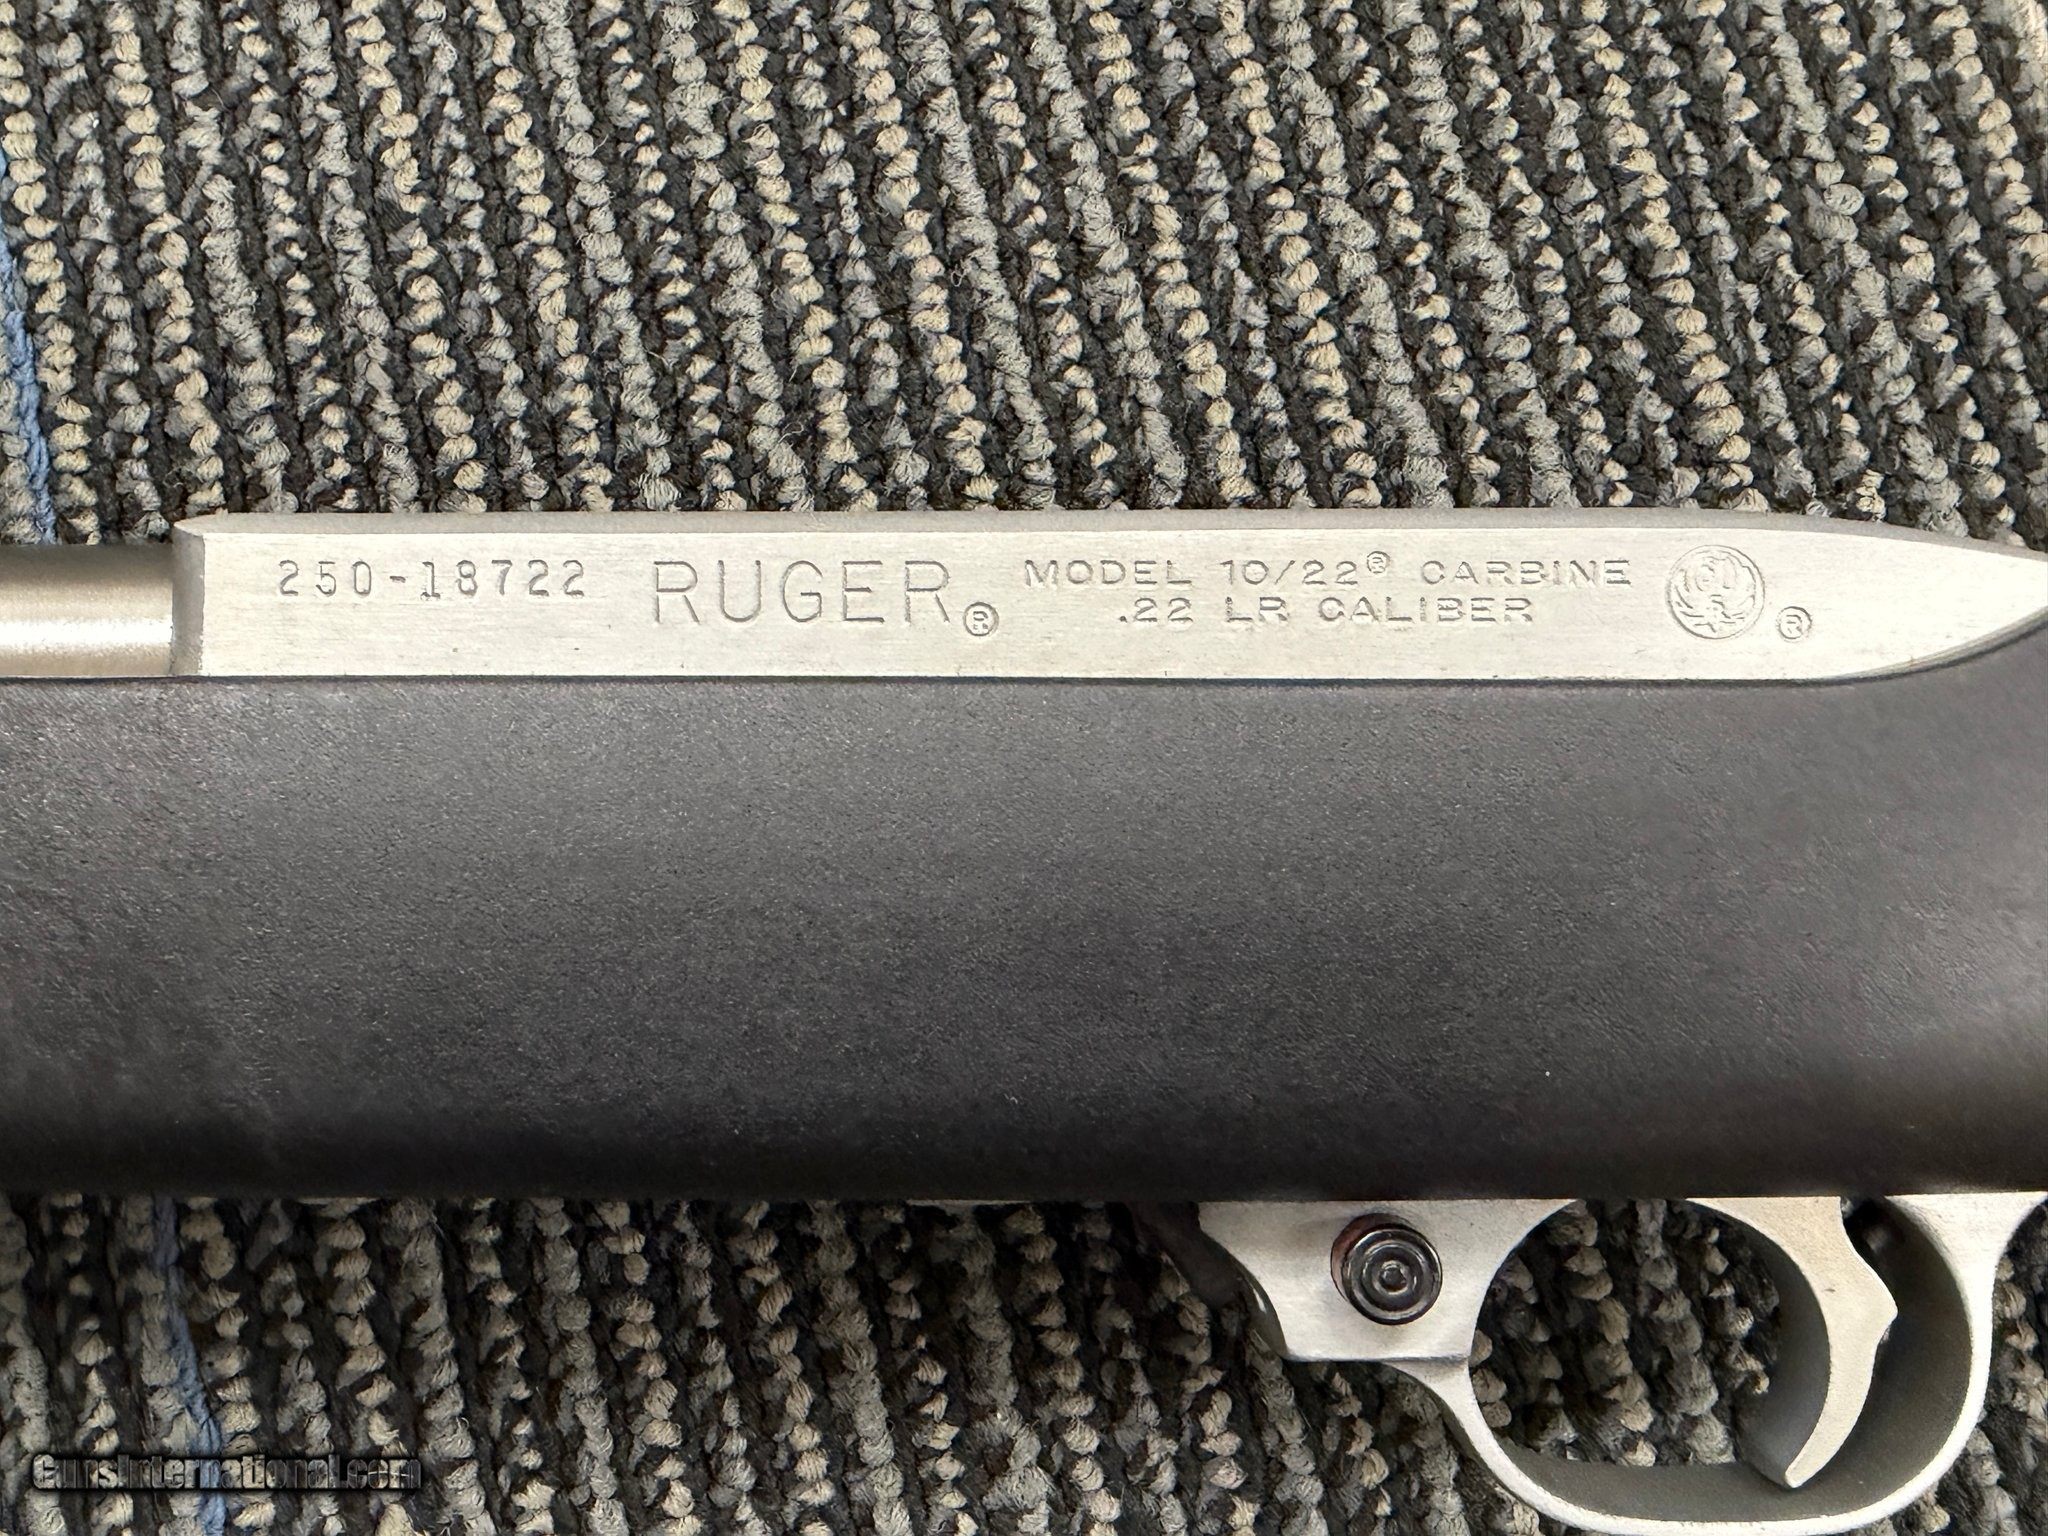 250-18722 RUGER® MODEL 10/22® CARBINE ®
.22 LR CALIBER
GunsInternational.com